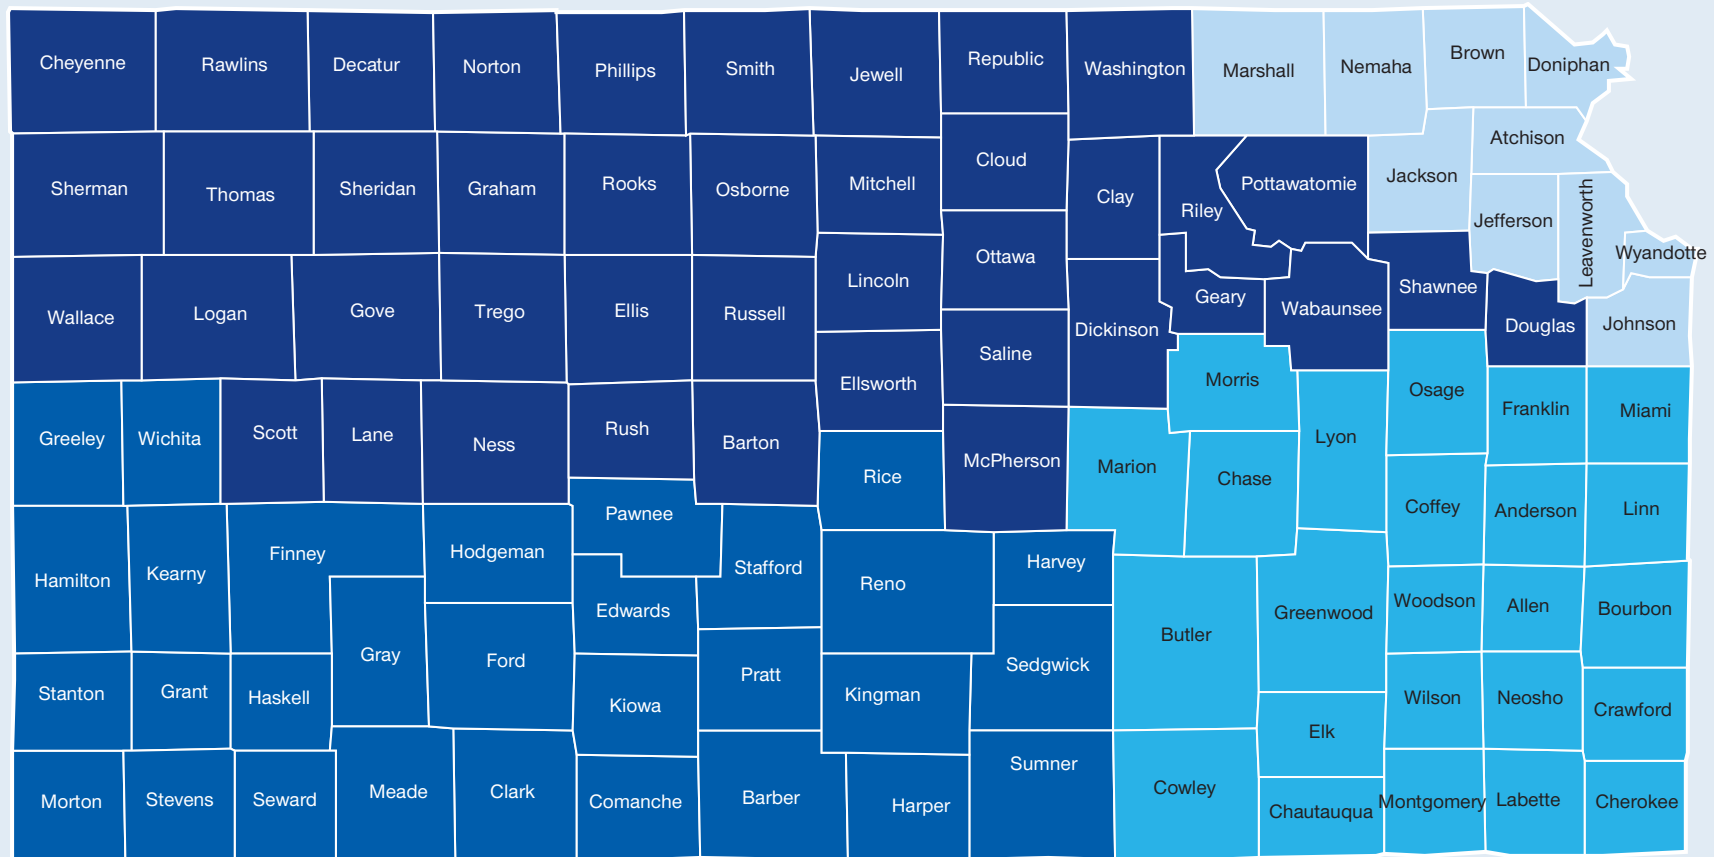 Cheyenne
Rawlins
Decatur
Norton
Phillips
Smith
Jewell
Republic
Washington
Marshall
Nemaha
Brown
Doniphan
Sherman
Thomas
Sheridan
Graham
Rooks
Osborne
Mitchell
Cloud
Clay
Riley
Pottawatomie
Jackson
Atchison
Jefferson
Leavenworth
Wyandotte
Wallace
Logan
Gove
Trego
Ellis
Russell
Lincoln
Ottawa
Saline
Dickinson
Geary
Wabaunsee
Shawnee
Douglas
Johnson
Greeley
Wichita
Scott
Lane
Ness
Rush
Barton
Ellsworth
Rice
McPherson
Marion
Morris
Chase
Lyon
Osage
Franklin
Miami
Hamilton
Kearny
Finney
Hodgeman
Pawnee
Edwards
Stafford
Reno
Harvey
Coffey
Anderson
Linn
Stanton
Grant
Haskell
Gray
Ford
Kiowa
Pratt
Kingman
Sedgwick
Butler
Greenwood
Woodson
Allen
Bourbon
Wilson
Neosho
Crawford
Morton
Stevens
Seward
Meade
Clark
Comanche
Barber
Harper
Sumner
Cowley
Elk
Chautauqua
Montgomery
Labette
Cherokee